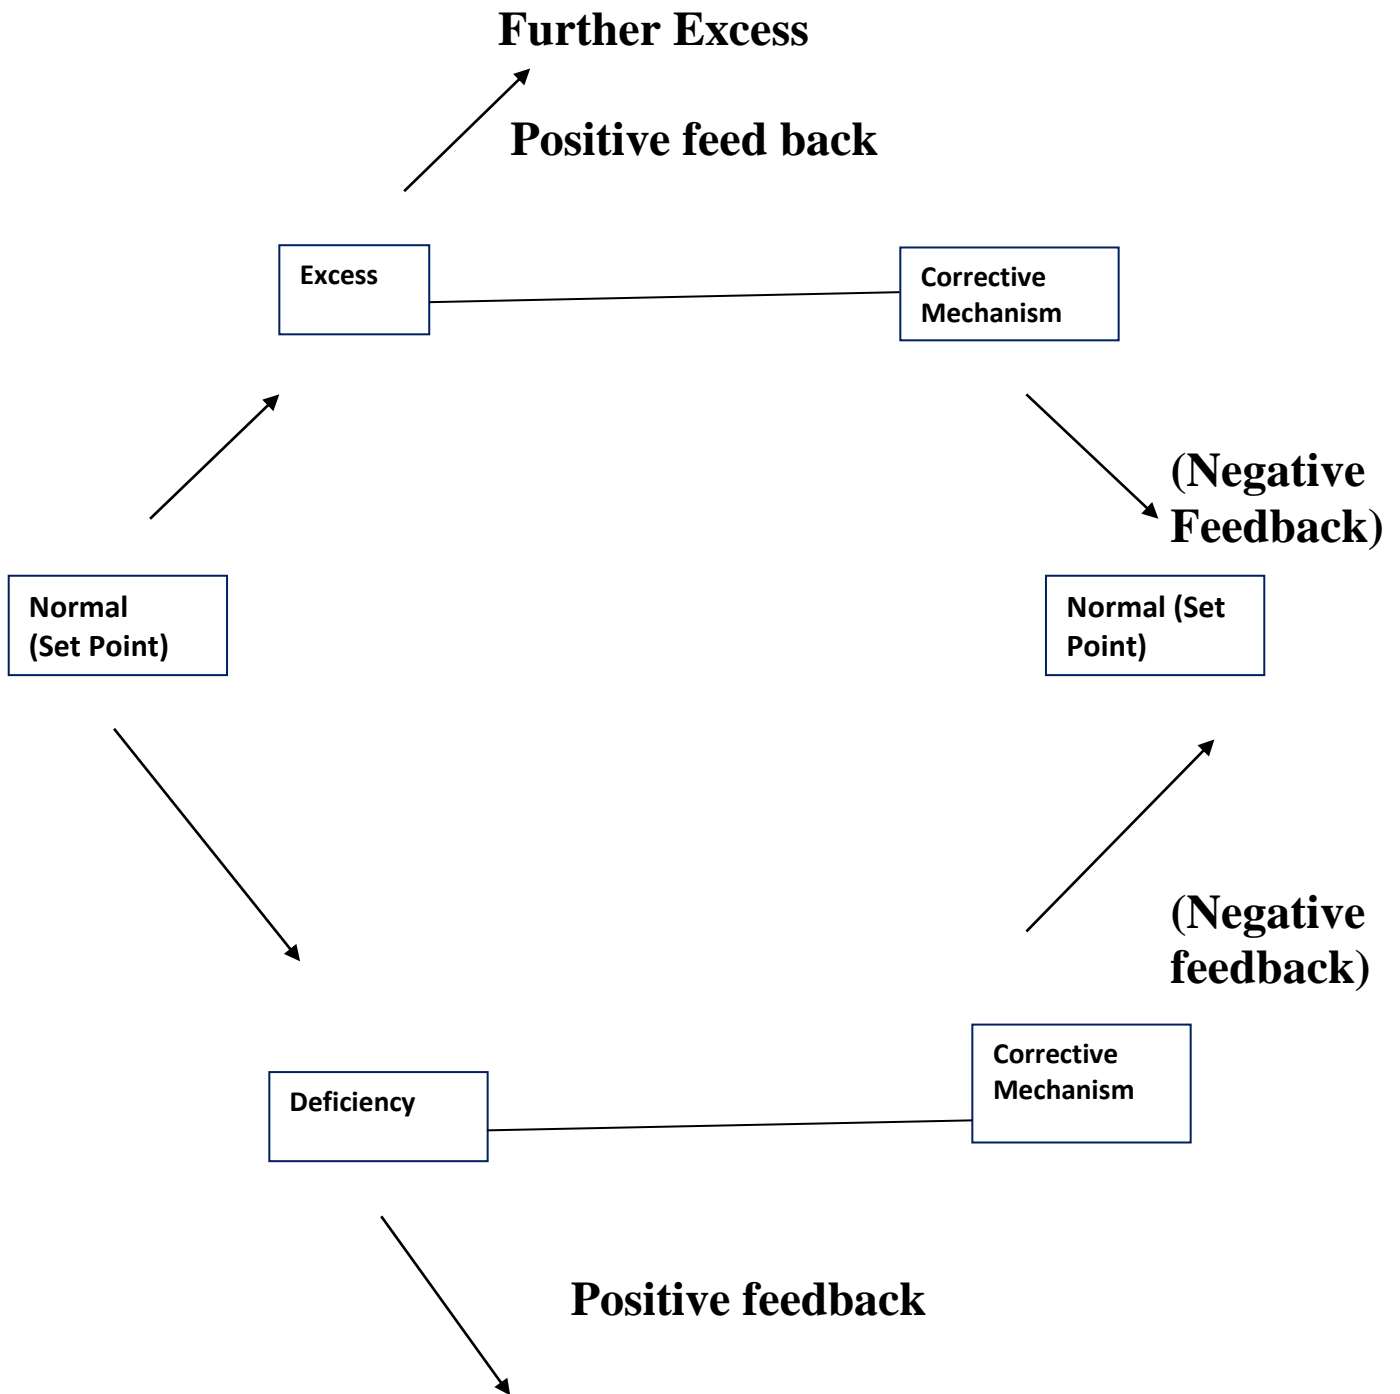 Further Excess
Positive feed back
Excess
Corrective
Mechanism
(Negative
Feedback)
Normal
(Set Point)
Normal (Set
Point)
(Negative
feedback)
Corrective
Mechanism
Deficiency
Positive feedback